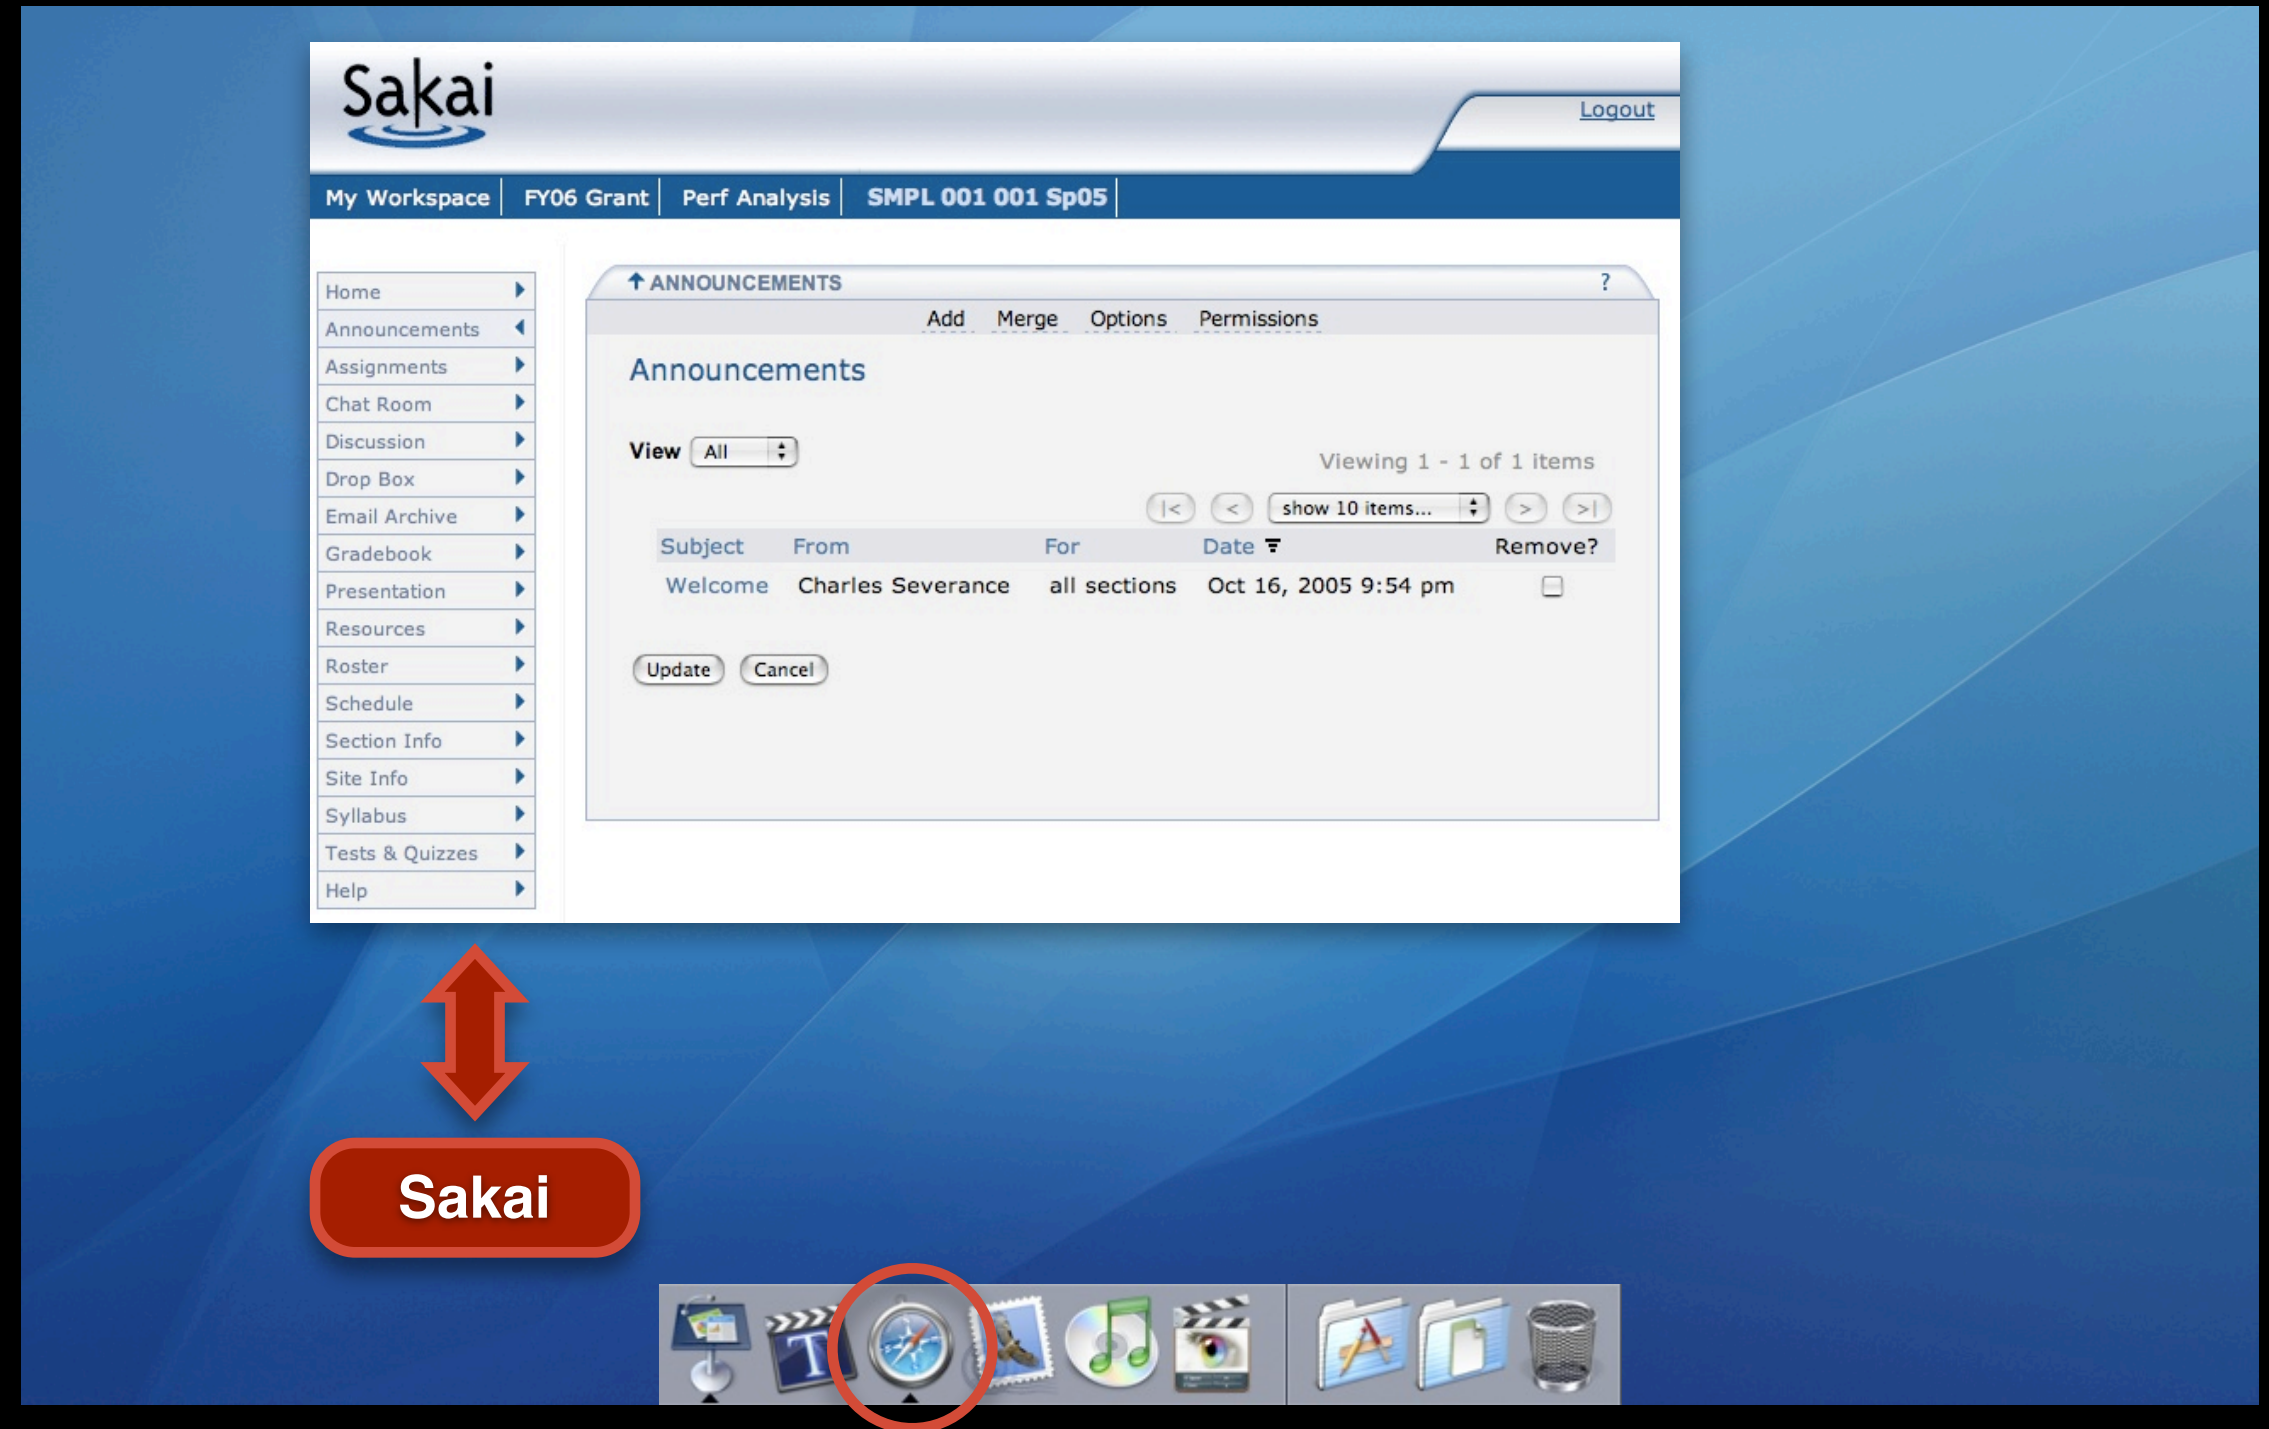 Sakai
Logout
My Workspace FY06 Grant Perf Analysis SMPL 001 001 Sp05
Home
Announcements
Assignments
Chat Room
Discussion
Drop Box
Email Archive
Gradebook
Presentation
Resources
Roster
Schedule
Section Info
Site Info
Syllabus
Tests & Quizzes
Help
ANNOUNCEMENTS ?
Add Merge Options Permissions
Announcements
View All
Viewing 1 - 1 of 1 items
|< < show 10 items... > >|
Subject From For Date Remove?
Welcome Charles Severance all sections Oct 16, 2005 9:54 pm
Update Cancel
Sakai
T